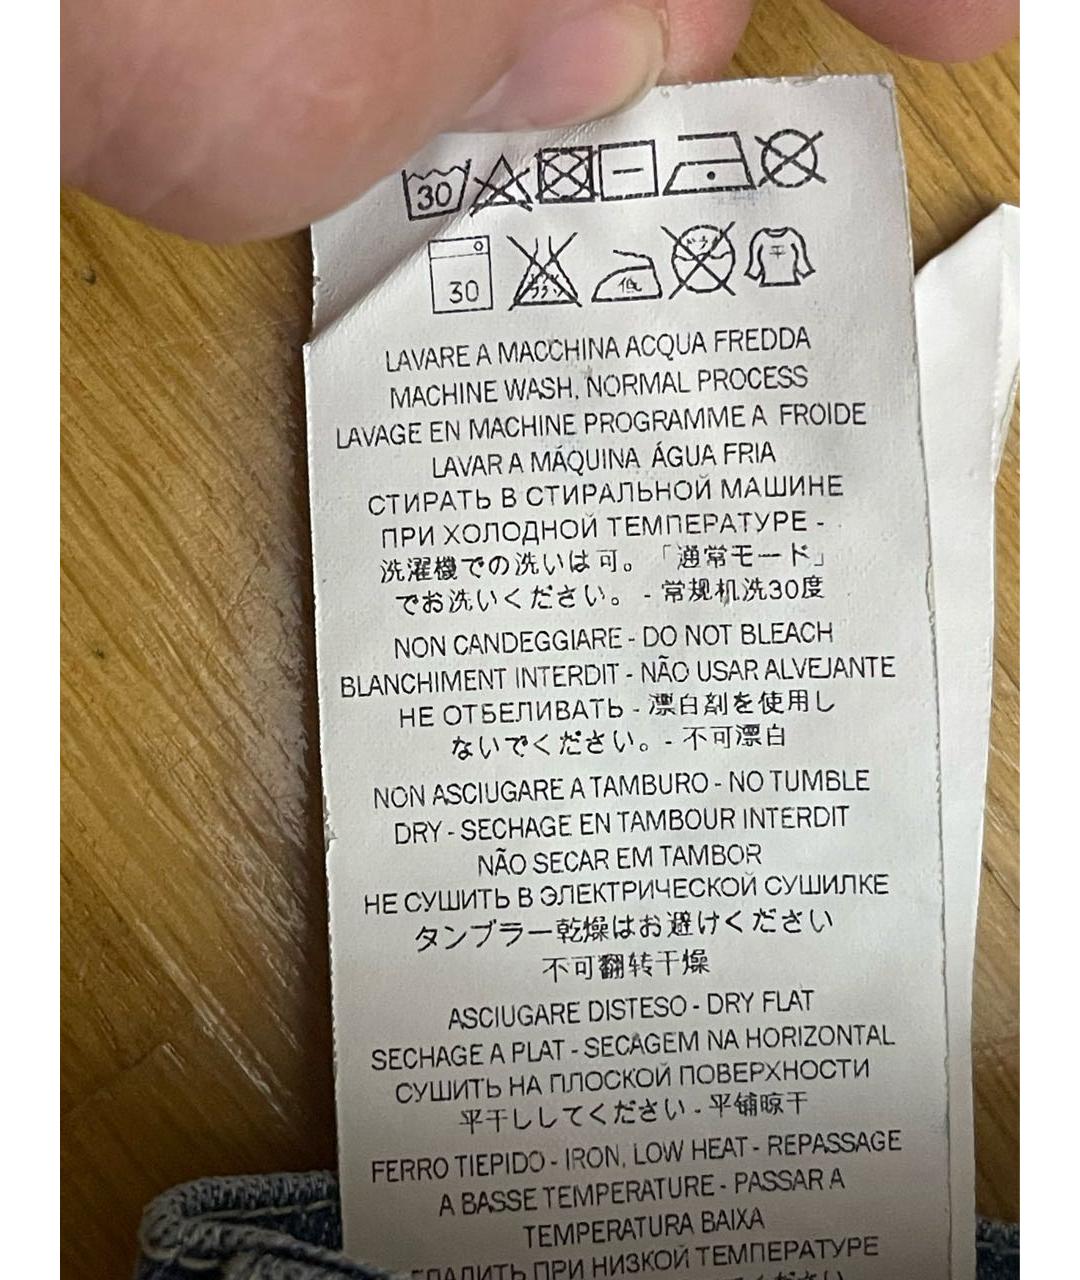 30
30 低 平
LAVARE A MACCHINA ACQUA FREDDA
MACHINE WASH, NORMAL PROCESS
LAVAGE EN MACHINE PROGRAMME A FROIDE
LAVAR A MÁQUINA ÁGUA FRIA
СТИРАТЬ В СТИРАЛЬНОЙ МАШИНЕ
ПРИ ХОЛОДНОЙ ТЕМПЕРАТУРЕ -
洗濯機での洗いは可。「通常モード」
でお洗いください。 - 常规机洗30度
NON CANDEGGIARE - DO NOT BLEACH
BLANCHIMENT INTERDIT - NÃO USAR ALVEJANTE
НЕ ОТБЕЛИВАТЬ - 漂白剤を使用し
ないでください。- 不可漂白
NON ASCIUGARE A TAMBURO - NO TUMBLE
DRY - SECHAGE EN TAMBOUR INTERDIT
NÃO SECAR EM TAMBOR
НЕ СУШИТЬ В ЭЛЕКТРИЧЕСКОЙ СУШИЛКЕ
タンブラー乾燥はお避けください
不可翻转干燥
ASCIUGARE DISTESO - DRY FLAT
SECHAGE A PLAT - SECAGEM NA HORIZONTAL
СУШИТЬ НА ПЛОСКОЙ ПОВЕРХНОСТИ
平干ししてください - 平铺晾干
FERRO TIEPIDO - IRON, LOW HEAT - REPASSAGE
A BASSE TEMPERATURE - PASSAR A
TEMPERATURA BAIXA
ГЛАДИТЬ ПРИ НИЗКОЙ ТЕМПЕРАТУРЕ